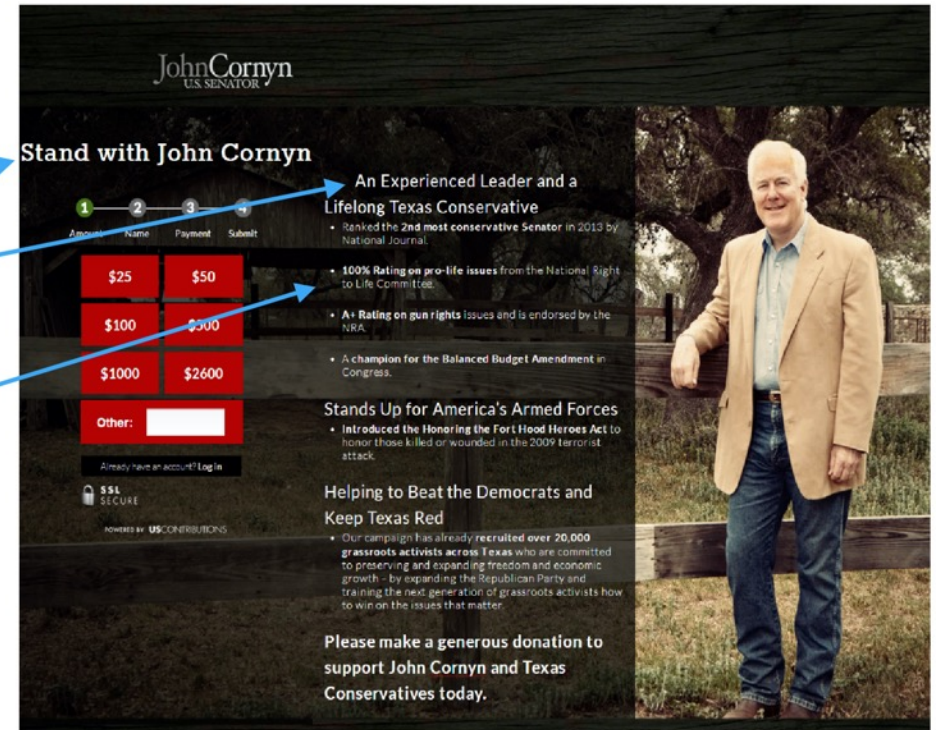 JohnCornyn
U.S. SENATOR
Stand with John Cornyn
1 2 3 4
Amount Name Payment Submit
$25 $50
$100 $500
$1000 $2600
Other:
Already have an account? Log in
SSL
SECURE
POWERED BY USCONTRIBUTIONS
An Experienced Leader and a
Lifelong Texas Conservative
• Ranked the 2nd most conservative Senator in 2013 by
National Journal.
• 100% Rating on pro-life issues from the National Right
to Life Committee.
• A+ Rating on gun rights issues and is endorsed by the
NRA.
• A champion for the Balanced Budget Amendment in
Congress.
Stands Up for America's Armed Forces
• Introduced the Honoring the Fort Hood Heroes Act to
honor those killed or wounded in the 2009 terrorist
attack.
Helping to Beat the Democrats and
Keep Texas Red
• Our campaign has already recruited over 20,000
grassroots activists across Texas who are committed
to preserving and expanding freedom and economic
growth - by expanding the Republican Party and
training the next generation of grassroots activists how
to win on the issues that matter.
Please make a generous donation to
support John Cornyn and Texas
Conservatives today.